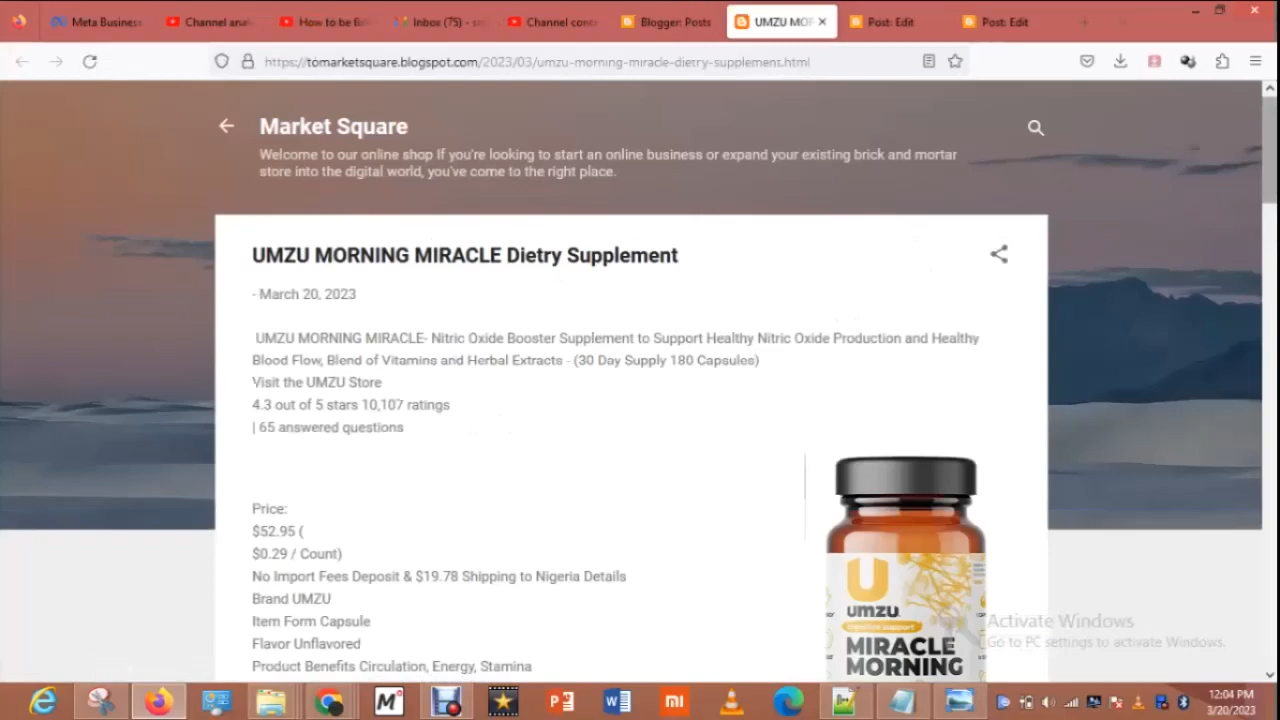 Meta Business
Channel anal
How to be B
Inbox (75) - s
Channel cont
Blogger: Posts
UMZU MOR
Post: Edit
Post: Edit
https://tomarketsquare.blogspot.com/2023/03/umzu-morning-miracle-dietry-supplement.html
Market Square
Welcome to our online shop If you're looking to start an online business or expand your existing brick and mortar
store into the digital world, you've come to the right place.
UMZU MORNING MIRACLE Dietry Supplement
- March 20, 2023
UMZU MORNING MIRACLE- Nitric Oxide Booster Supplement to Support Healthy Nitric Oxide Production and Healthy
Blood Flow, Blend of Vitamins and Herbal Extracts - (30 Day Supply 180 Capsules)
Visit the UMZU Store
4.3 out of 5 stars 10,107 ratings
| 65 answered questions
Price:
$52.95 (
$0.29 / Count)
No Import Fees Deposit & $19.78 Shipping to Nigeria Details
Brand UMZU
Item Form Capsule
Flavor Unflavored
Product Benefits Circulation, Energy, Stamina
umzu
support
MIRACLE
MORNING
Activate Windows
Go to PC settings to activate Windows.
12:04 PM
3/20/2023